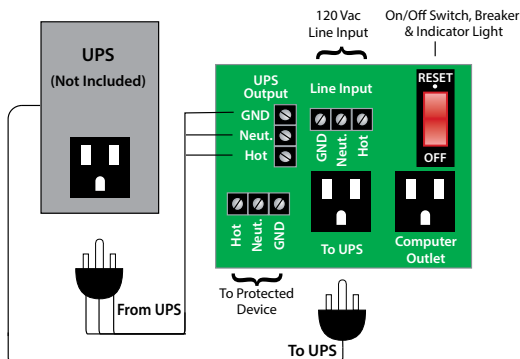 120 Vac
Line Input
On/Off Switch, Breaker
& Indicator Light
UPS
(Not Included)
UPS
Output
Line Input
RESET
GND
Neut.
Hot
GND
Neut.
Hot
OFF
Hot
Neut.
GND
To UPS
Computer
Outlet
From UPS
To Protected
Device
To UPS